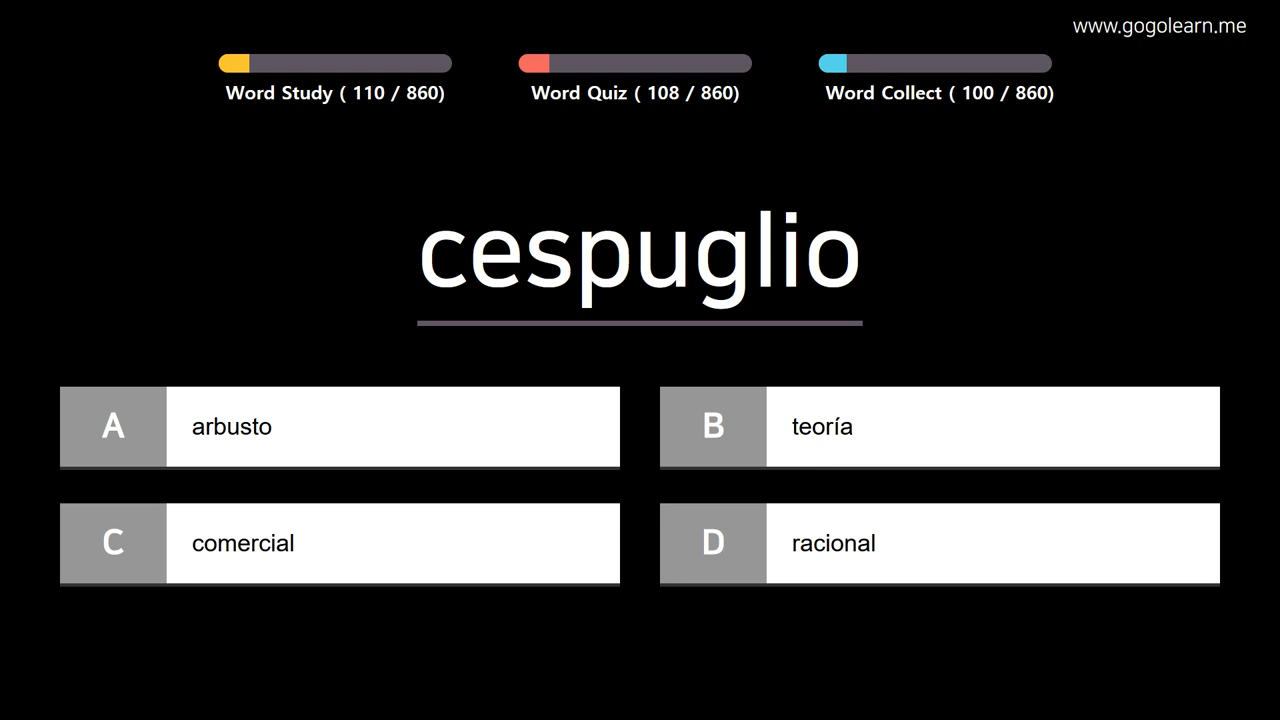 www.gogolearn.me
Word Study ( 110 / 860)
Word Quiz ( 108 / 860)
Word Collect ( 100 / 860)
cespuglio
A arbusto
B teoría
C comercial
D racional